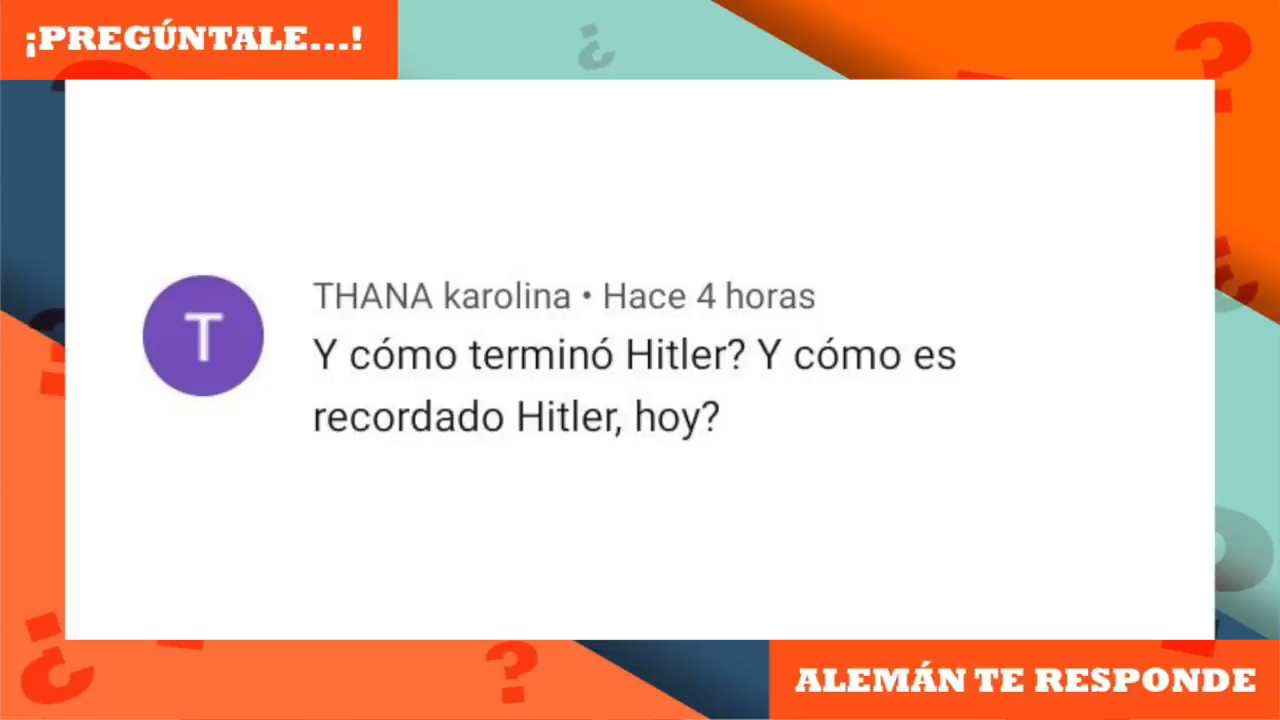 ¡PREGÚNTALE...!
T
THANA karolina • Hace 4 horas
Y cómo terminó Hitler? Y cómo es
recordado Hitler, hoy?
ALEMÁN TE RESPONDE